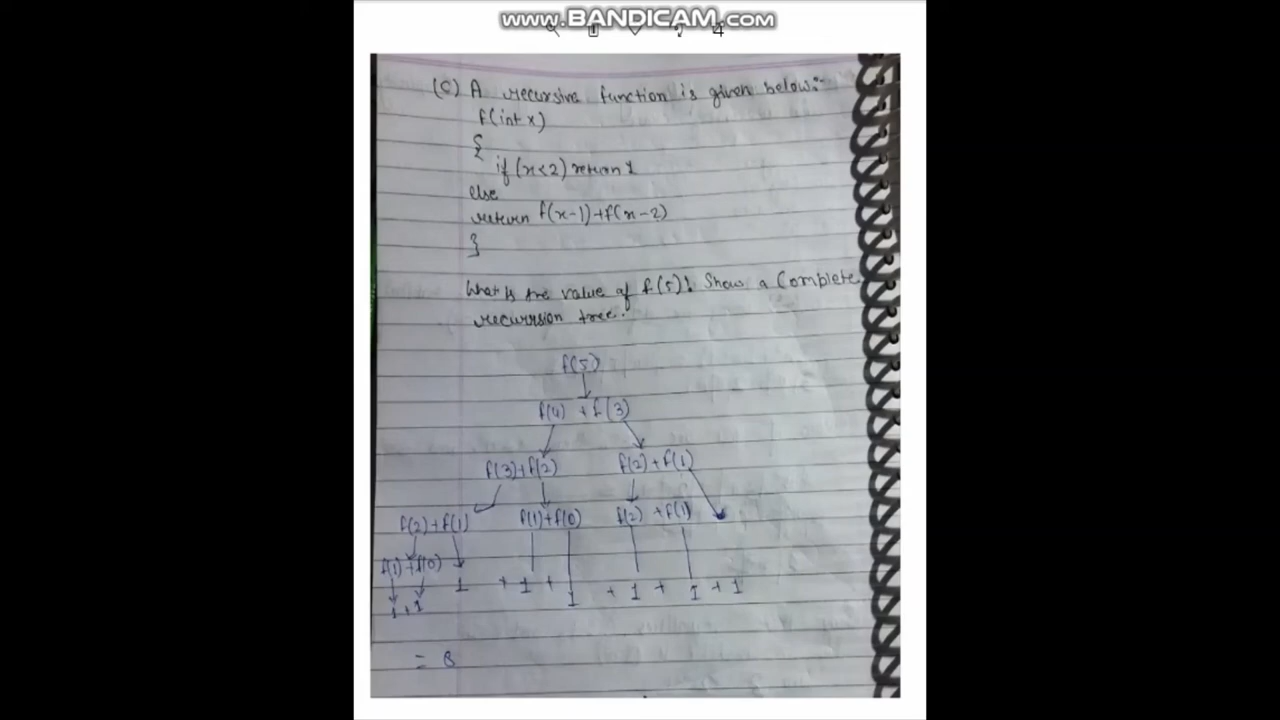 www.BANDICAM.com
(C) A recursive function is given below:-
f(int x)
{
if (x<2) return 1
else
return f(x-1)+f(x-2)
}
What is the value of f(5)? Show a Complete
recurrsion tree.
f(5)
f(4) + f(3)
f(3)+f(2) f(2)+f(1)
f(2)+f(1) f(1)+f(0) f(2) +f(1)
f(1)+f(0)
1 + 1 + 1 + 1 + 1 + 1
1 + 1
= 8